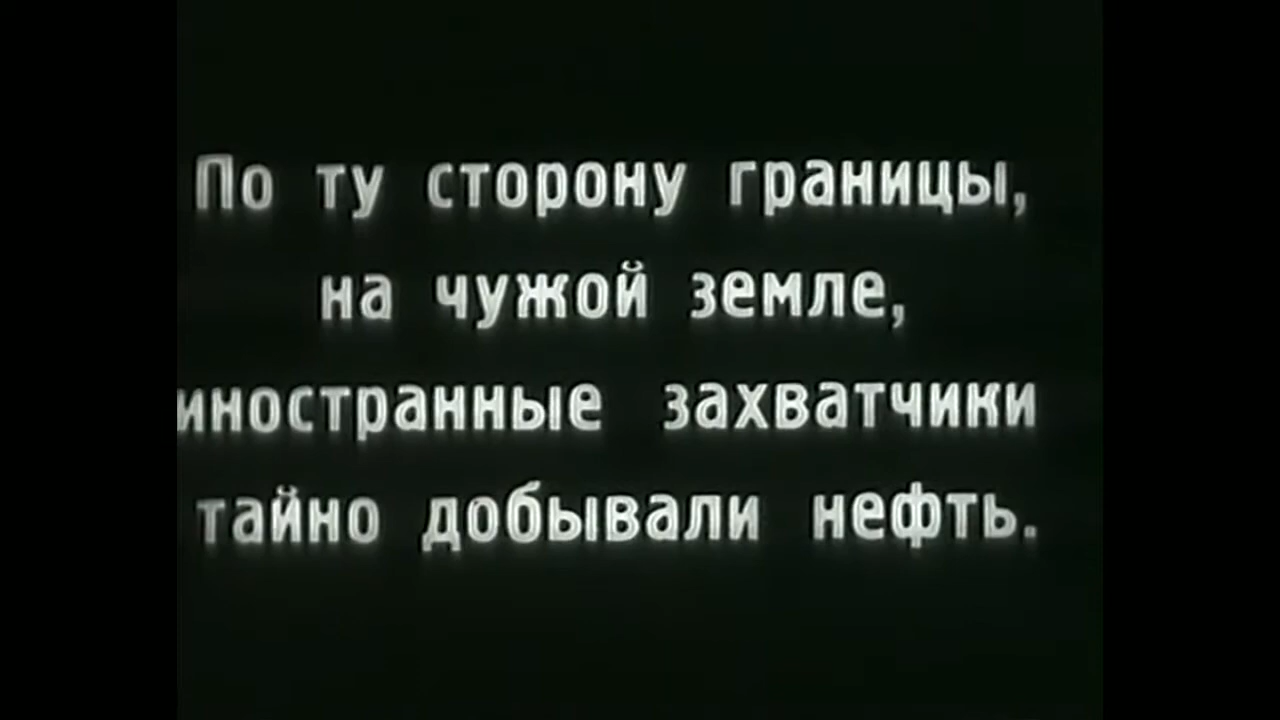 По ту сторону границы,
на чужой земле,
иностранные захватчики
тайно добывали нефть.